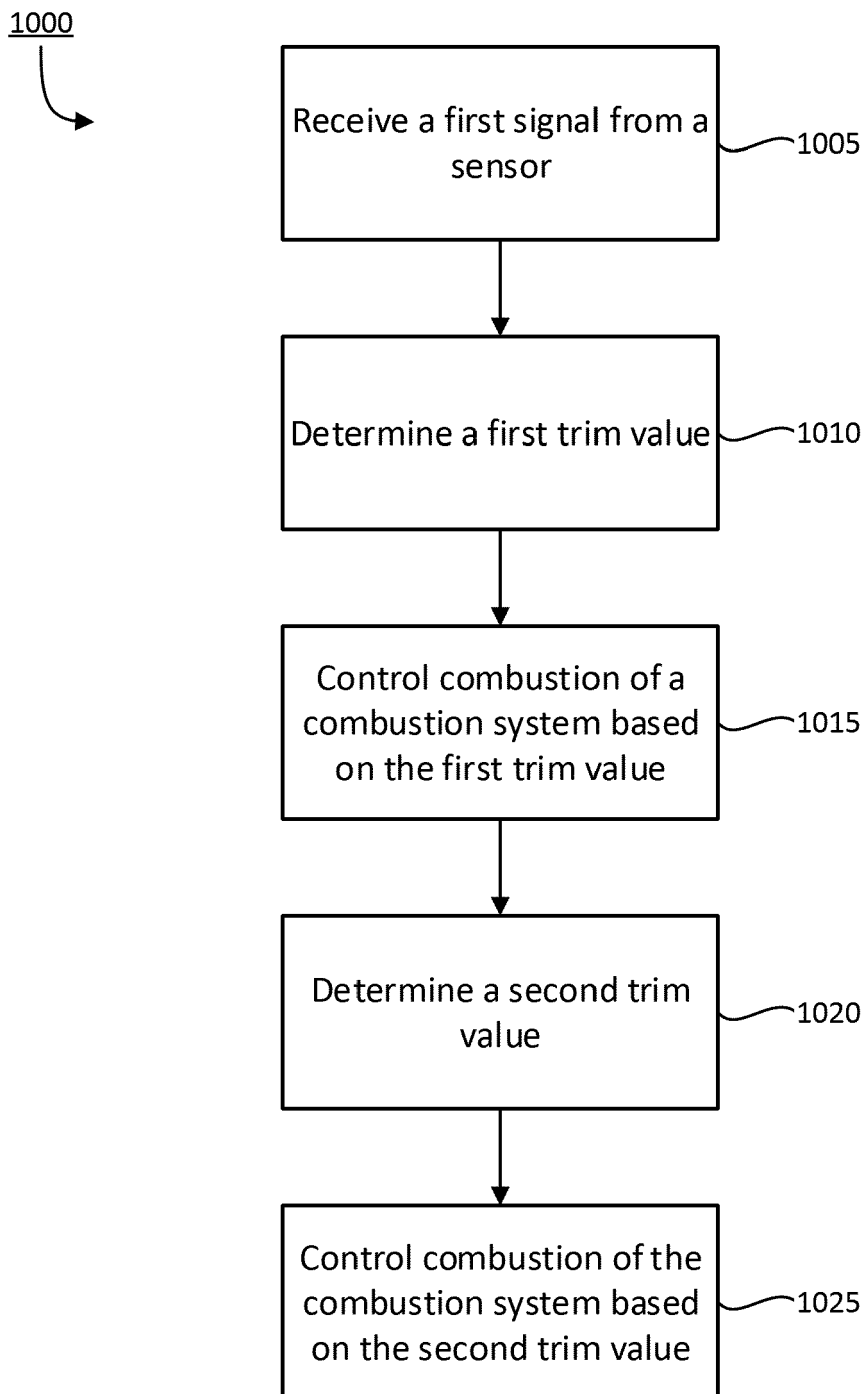 1000
Receive a first signal from a
sensor
1005
Determine a first trim value
1010
Control combustion of a
combustion system based
on the first trim value
1015
Determine a second trim
value
1020
Control combustion of the
combustion system based
on the second trim value
1025